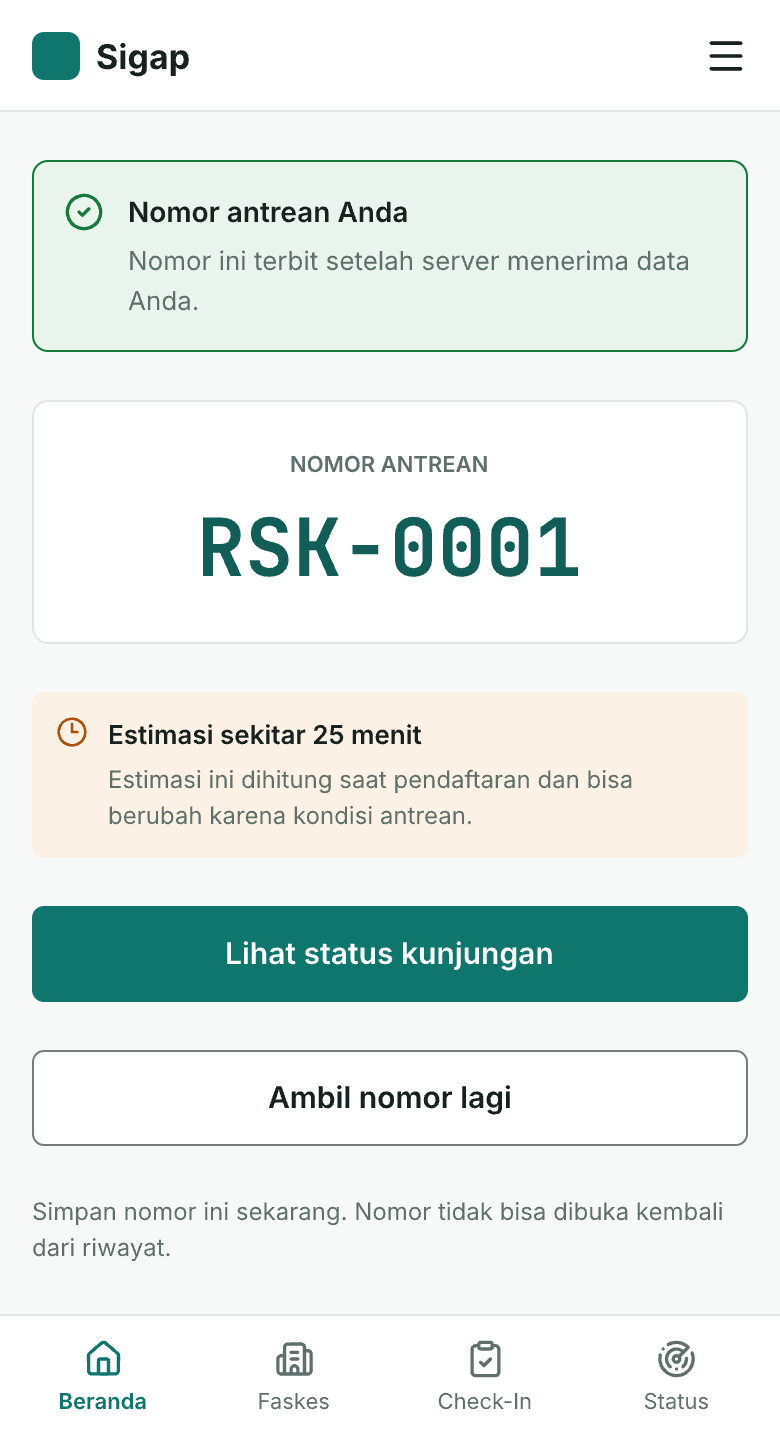 Sigap
Nomor antrean Anda
Nomor ini terbit setelah server menerima data
Anda.
NOMOR ANTREAN
RSK-0001
Estimasi sekitar 25 menit
Estimasi ini dihitung saat pendaftaran dan bisa
berubah karena kondisi antrean.
Lihat status kunjungan
Ambil nomor lagi
Simpan nomor ini sekarang. Nomor tidak bisa dibuka kembali
dari riwayat.
Beranda
Faskes
Check-In
Status